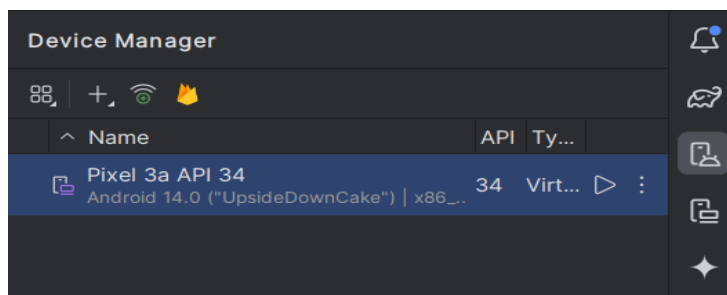 Device Manager
Name API Ty...
Pixel 3a API 34
Android 14.0 ("UpsideDownCake") | x86_..
34 Virt...